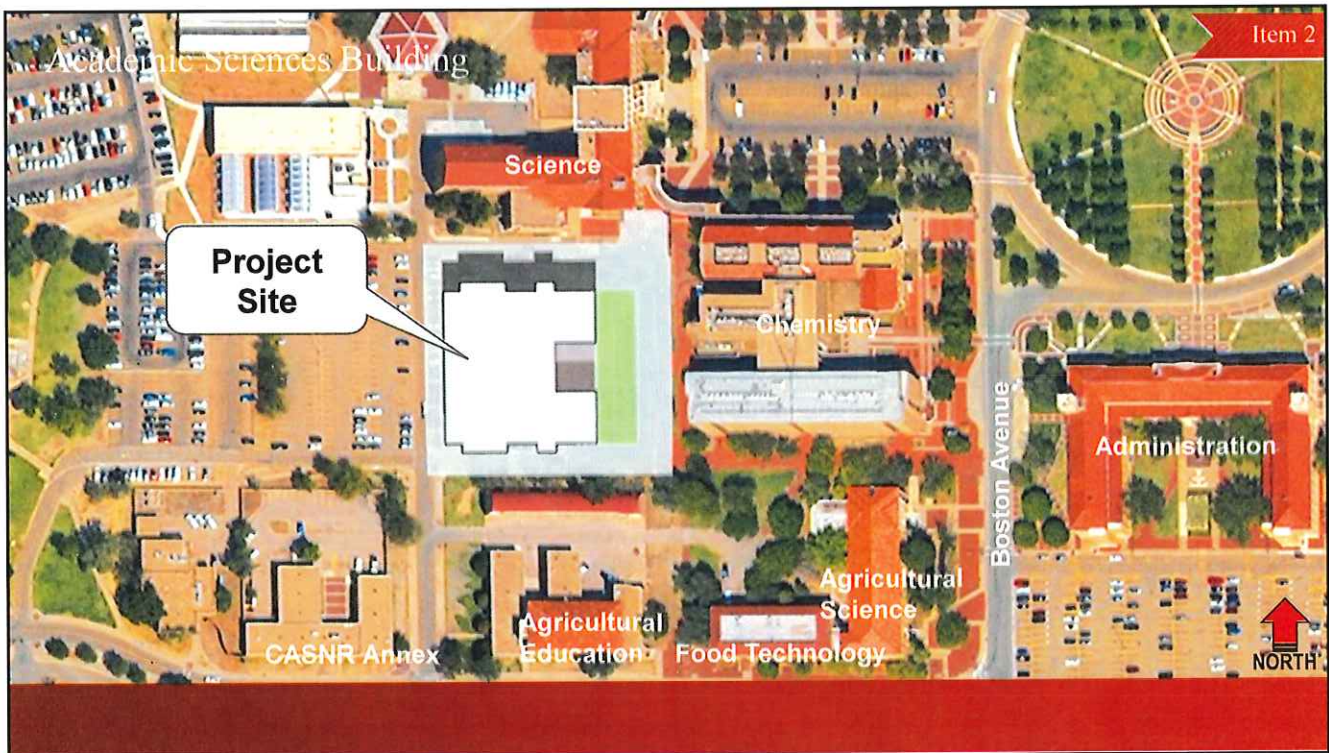 Item 2
Academic Sciences Building
Science
Project
Site
Chemistry
Boston Avenue
Administration
Agricultural
Science
Agricultural
Education
Food Technology
CASNR Annex
NORTH